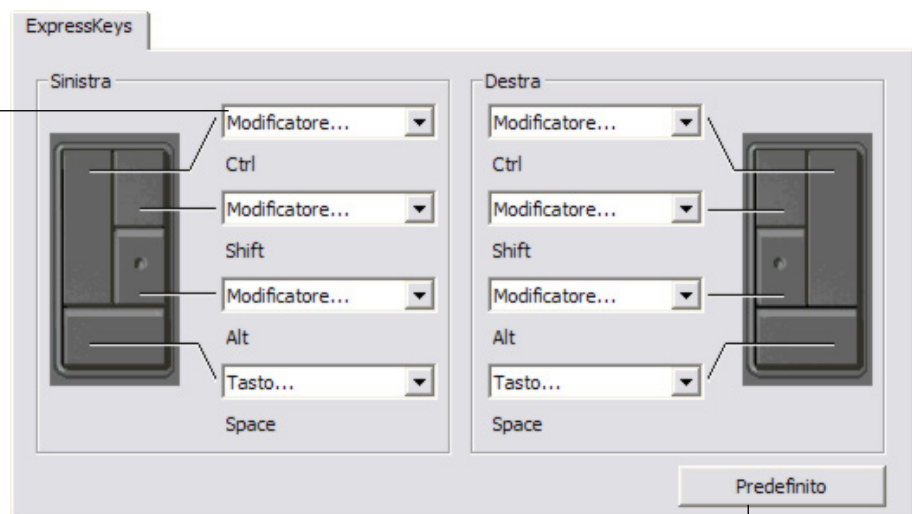 ExpressKeys
Sinistra
Modificatore...
Ctrl
Modificatore...
Shift
Modificatore...
Alt
Tasto...
Space
Destra
Modificatore...
Ctrl
Modificatore...
Shift
Modificatore...
Alt
Tasto...
Space
Predefinito